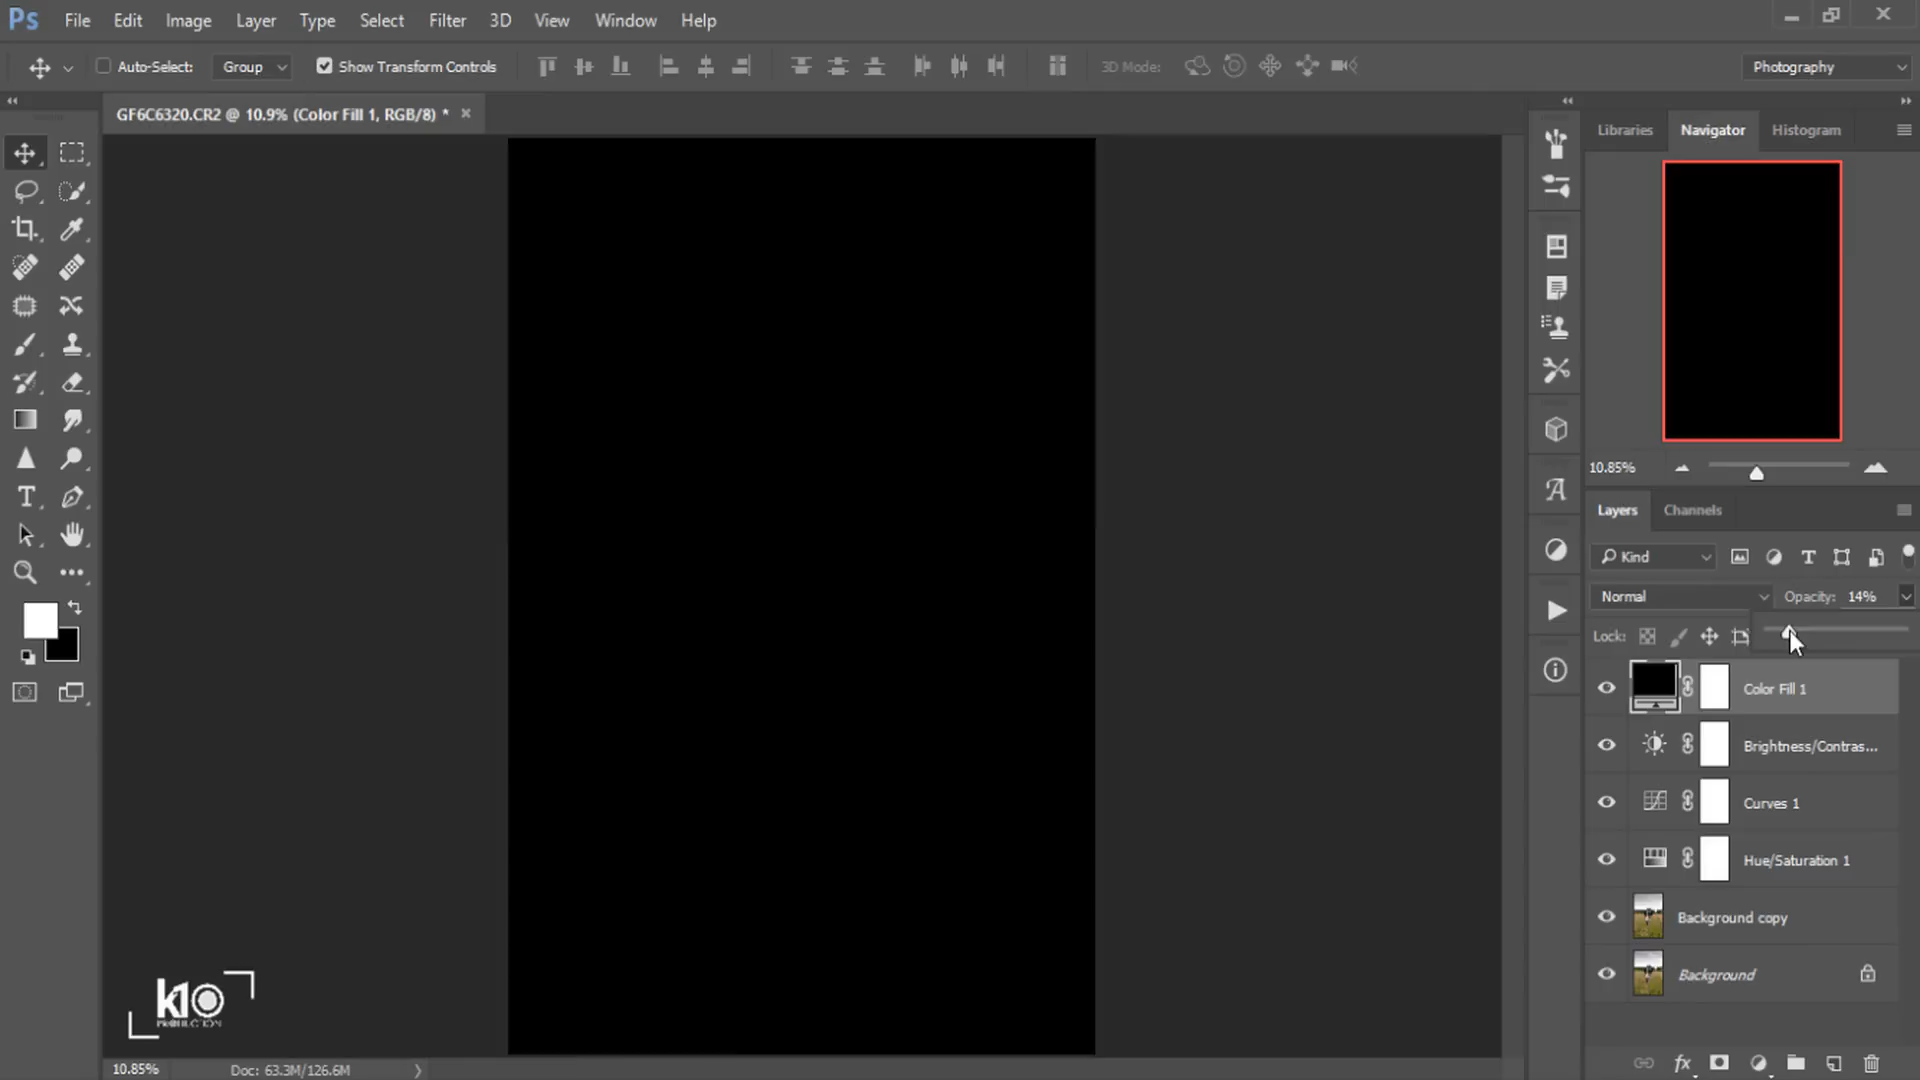 Ps File Edit Image Layer Type Select Filter 3D View Window Help
Auto-Select: Group Show Transform Controls 3D Mode: Photography
GF6C6320.CR2 @ 10.9% (Color Fill 1, RGB/8) *
Libraries Navigator Histogram
10.85%
Layers Channels
Kind
Normal Opacity: 14%
Lock:
Color Fill 1
Brightness/Contras...
Curves 1
Hue/Saturation 1
Background copy
Background
k10
PRODUCTION
10.85% Doc: 63.3M/126.6M